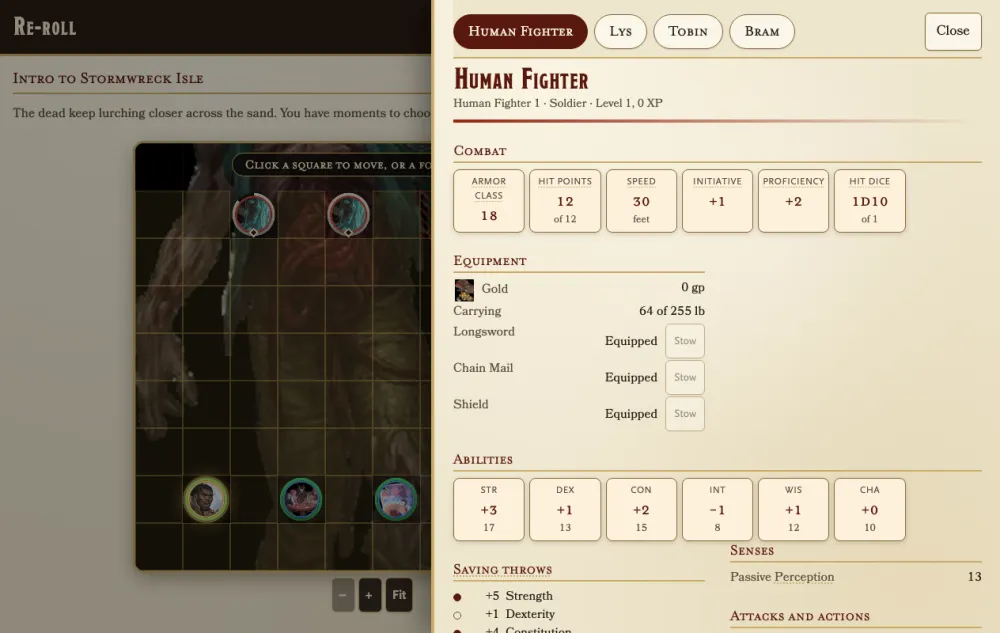 Re-roll
Intro to Stormwreck Isle
The dead keep lurching closer across the sand. You have moments to choo
Click a square to move, or a fo
−
+
Fit
Human Fighter
Lys
Tobin
Bram
Close
Human Fighter
Human Fighter 1 · Soldier · Level 1, 0 XP
Combat
ARMOR CLASS
18
HIT POINTS
12
of 12
SPEED
30
feet
INITIATIVE
+1
PROFICIENCY
+2
HIT DICE
1D10
of 1
Equipment
Gold 0 gp
Carrying 64 of 255 lb
Longsword Equipped Stow
Chain Mail Equipped Stow
Shield Equipped Stow
Abilities
STR
+3
17
DEX
+1
13
CON
+2
15
INT
−1
8
WIS
+1
12
CHA
+0
10
Saving throws
+5 Strength
+1 Dexterity
+4 Constitution
Senses
Passive Perception 13
Attacks and actions